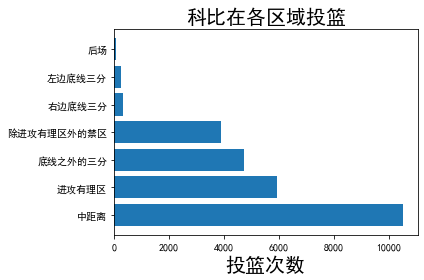 科比在各区域投篮
后场
左边底线三分
右边底线三分
除进攻有理区外的禁区
底线之外的三分
进攻有理区
中距离
0 2000 4000 6000 8000 10000
投篮次数